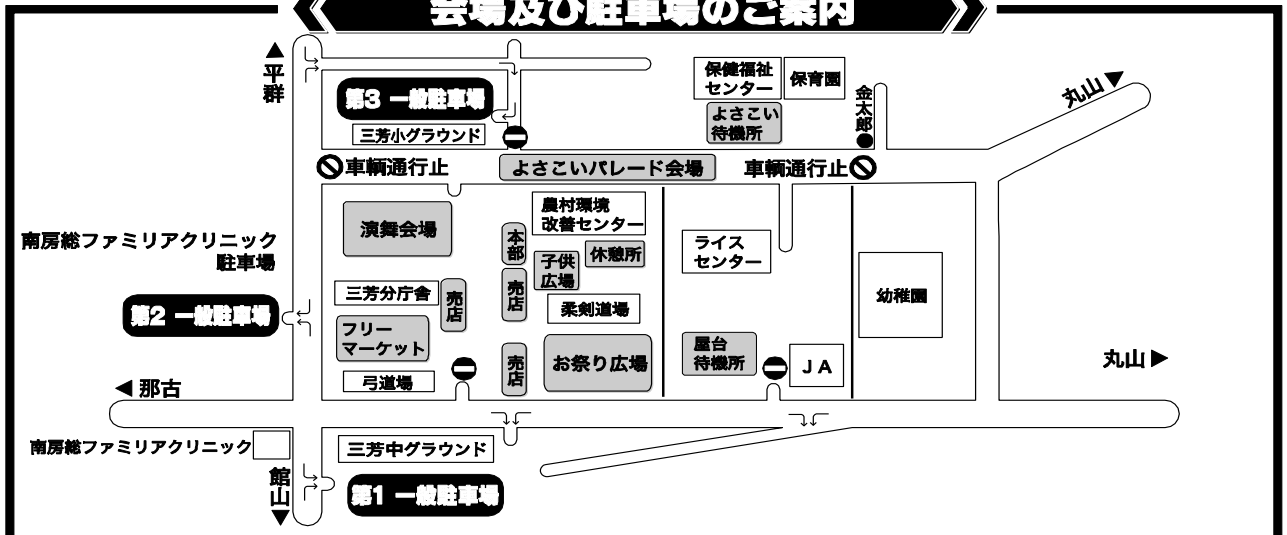 会場及び駐車場のご案内
▲
平群
第3 一般駐車場
三芳小グラウンド
保健福祉
センター
保育園
よさこい
待機所
金太郎
丸山▶
車輌通行止
よさこいパレード会場
車輌通行止
演舞会場
本部
農村環境
改善センター
休憩所
子供
広場
売店
柔剣道場
ライス
センター
幼稚園
南房総ファミリアクリニック
駐車場
第2 一般駐車場
三芳分庁舎
売店
フリー
マーケット
弓道場
売店
お祭り広場
屋台
待機所
JA
丸山▶
◀那古
南房総ファミリアクリニック
三芳中グラウンド
館山
▼
第1 一般駐車場